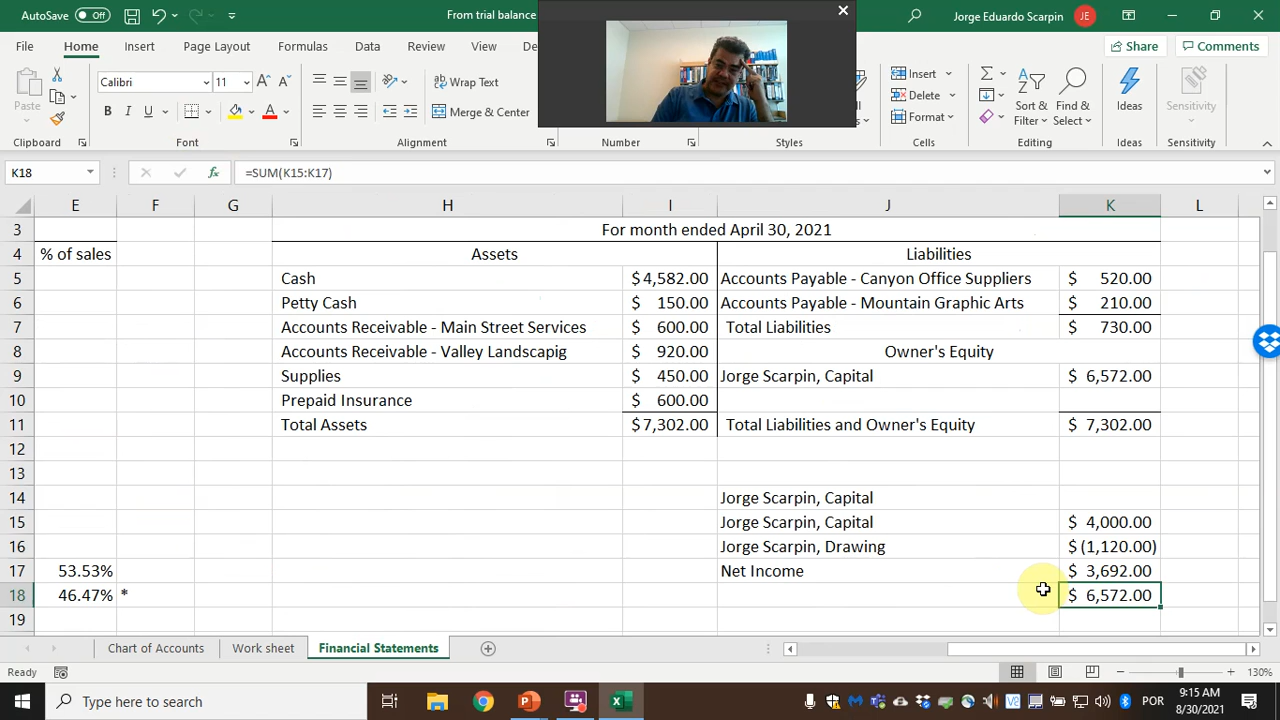 AutoSave Off From trial balance Jorge Eduardo Scarpin JE
File Home Insert Page Layout Formulas Data Review View De Share Comments
Calibri 11 Wrap Text Insert
Paste B I U Merge & Center Delete Sort & Filter Find & Select Ideas Sensitivity
Format
Clipboard Font Alignment Number Styles Cells Editing Ideas Sensitivity
K18 =SUM(K15:K17)
E F G H I J K L
3 For month ended April 30, 2021
4 % of sales Assets Liabilities
5 Cash $4,582.00 Accounts Payable - Canyon Office Suppliers $ 520.00
6 Petty Cash $ 150.00 Accounts Payable - Mountain Graphic Arts $ 210.00
7 Accounts Receivable - Main Street Services $ 600.00 Total Liabilities $ 730.00
8 Accounts Receivable - Valley Landscapig $ 920.00 Owner's Equity
9 Supplies $ 450.00 Jorge Scarpin, Capital $ 6,572.00
10 Prepaid Insurance $ 600.00
11 Total Assets $7,302.00 Total Liabilities and Owner's Equity $ 7,302.00
12
13
14 Jorge Scarpin, Capital
15 Jorge Scarpin, Capital $ 4,000.00
16 Jorge Scarpin, Drawing $ (1,120.00)
17 53.53% Net Income $ 3,692.00
18 46.47% * $ 6,572.00
19
Chart of Accounts Work sheet Financial Statements
Ready 130%
Type here to search POR 9:15 AM
8/30/2021